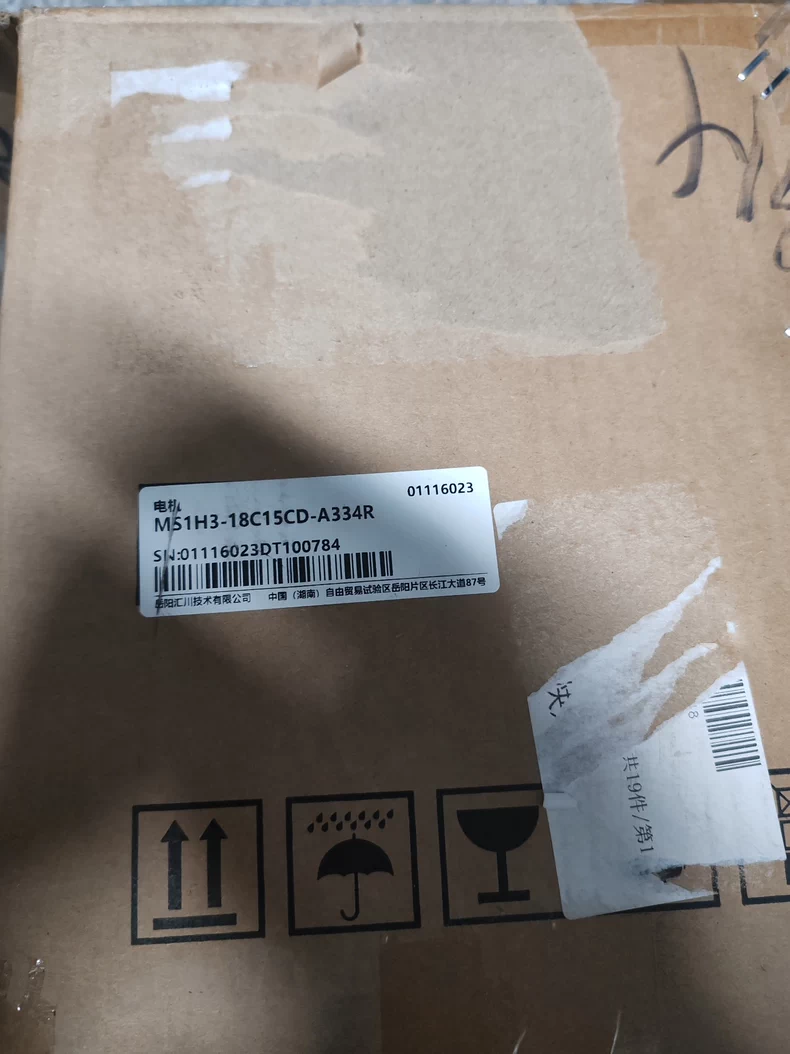 电机
01116023
MS1H3-18C15CD-A334R
SN:01116023DT100784
岳阳汇川技术有限公司 中国（湖南）自由贸易试验区岳阳片区长江大道87号
8
共19件/第1